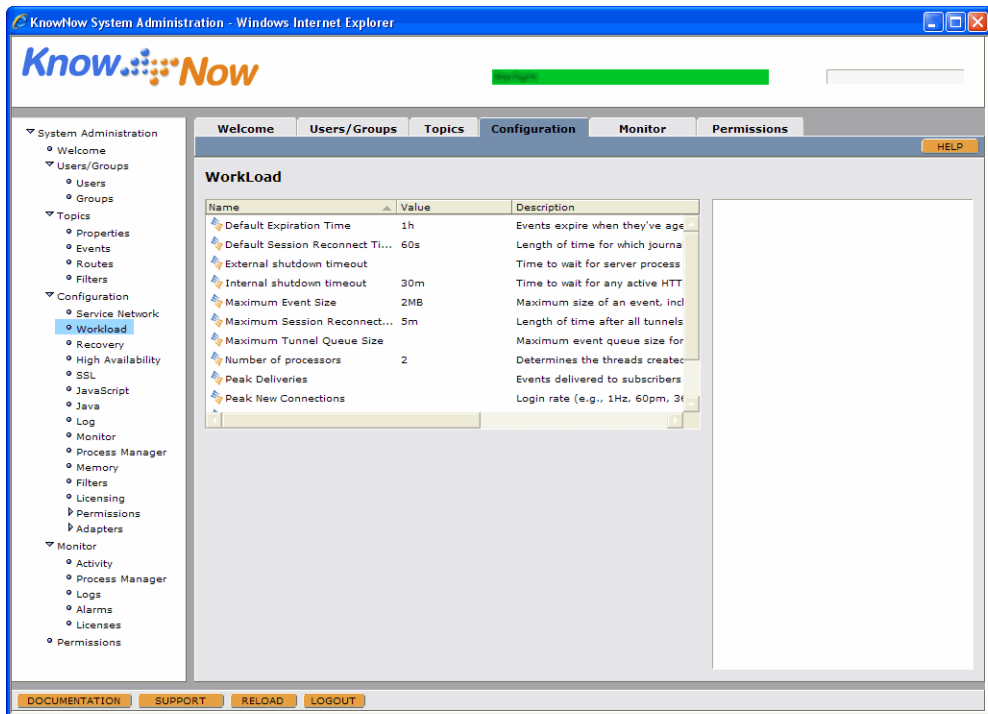 KnowNow System Administration - Windows Internet Explorer
Know Now
Welcome Users/Groups Topics Configuration Monitor Permissions
HELP
System Administration
Welcome
Users/Groups
Users
Groups
Topics
Properties
Events
Routes
Filters
Configuration
Service Network
Workload
Recovery
High Availability
SSL
JavaScript
Java
Log
Monitor
Process Manager
Memory
Filters
Licensing
Permissions
Adapters
Monitor
Activity
Process Manager
Logs
Alarms
Licenses
Permissions
WorkLoad
Name Value Description
Default Expiration Time 1h Events expire when they've age
Default Session Reconnect Ti... 60s Length of time for which journa
External shutdown timeout Time to wait for server process
Internal shutdown timeout 30m Time to wait for any active HTT
Maximum Event Size 2MB Maximum size of an event, incl
Maximum Session Reconnect... 5m Length of time after all tunnels
Maximum Tunnel Queue Size Maximum event queue size for
Number of processors 2 Determines the threads created
Peak Deliveries Events delivered to subscribers
Peak New Connections Login rate (e.g., 1Hz, 60pm, 36
DOCUMENTATION SUPPORT RELOAD LOGOUT